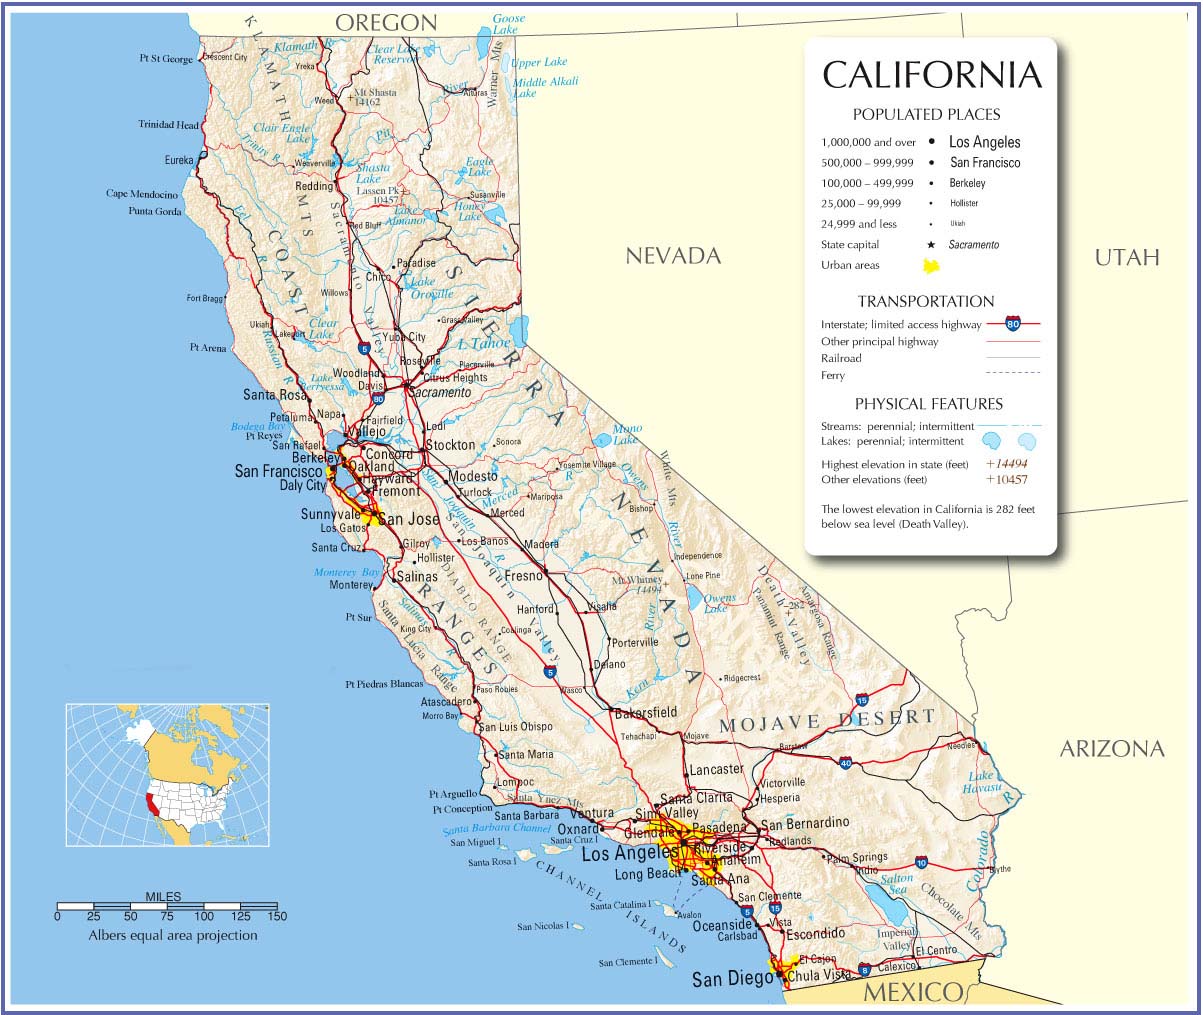 OREGON
Goose
Lake
KLAMATH MTS
Klamath R
Clear Lake
Reservoir
Upper Lake
Middle Alkali
Lake
Warner Mts
Pt St George
Crescent City
Yreka
Weed
+Mt Shasta
14162
River
Alturas
Trinidad Head
Clair Engle
Lake
Pit
Trinity R
Eureka
Weaverville
Shasta
Lake
Eagle
Lake
Redding
Lassen Pk+
10457
Susanville
Cape Mendocino
Punta Gorda
Eel
Sacramento
Lake
Almanor
Honey
Lake
Red Bluff
COAST
RANGES
SIERRA
NEVADA
Paradise
Chico
Lake
Oroville
Willows
Valley
Fort Bragg
Ukiah
Lakeport
Clear
Lake
Grass Valley
Yuba City
L Tahoe
Pt Arena
Russian R
5
Roseville
Placerville
Woodland
Citrus Heights
Lake
Berryessa
Davis
Sacramento
80
Santa Rosa
Petaluma
Napa
Fairfield
Vallejo
Lodi
Bodega Bay
Pt Reyes
San Rafael
Berkeley
Concord
Stockton
Sonora
San Francisco
Oakland
Daly City
Hayward
Fremont
Modesto
Turlock
Yosemite Village
Mono
Lake
White Mts
Owens
River
Merced
R
Mariposa
Bishop
Sunnyvale
San Jose
Los Gatos
San Joaquin
R
Merced
Santa Cruz
Gilroy
Hollister
Los Banos
Madera
Independence
Monterey Bay
Salinas
Monterey
DIABLO RANGE
San Joaquin Valley
Fresno
Mt Whitney
14494+
Lone Pine
Owens
Lake
Death Valley
-282
Panamint Range
Amargosa Range
Hanford
Visalia
Pt Sur
Santa Lucia Range
Salinas
King City
Coalinga
River
Porterville
5
Delano
Pt Piedras Blancas
Paso Robles
Wasco
Kern
Ridgecrest
Atascadero
Morro Bay
Bakersfield
15
San Luis Obispo
MOJAVE DESERT
Tehachapi
Mojave
Barstow
Needles
Santa Maria
40
Lancaster
Lake
Havasu
Lompoc
Victorville
Hesperia
Pt Arguello
Pt Conception
Santa Ynez Mts
Santa Clarita
Santa Barbara
Ventura
Simi Valley
Santa Barbara Channel
Oxnard
Glendale
Pasadena
San Bernardino
San Miguel I
Santa Cruz I
Redlands
Los Angeles
Riverside
Santa Rosa I
Anaheim
Palm Springs
10
Colorado
R
Long Beach
Indio
Blythe
Santa Ana
Salton
Sea
Chocolate Mts
CHANNEL ISLANDS
San Clemente
Santa Catalina I
Avalon
5
15
San Nicolas I
Oceanside
Vista
Carlsbad
Escondido
Imperial
Valley
San Clemente I
El Cajon
El Centro
San Diego
Chula Vista
8
Calexico
MEXICO
NEVADA
UTAH
ARIZONA
CALIFORNIA
POPULATED PLACES
1,000,000 and over Los Angeles
500,000 – 999,999 San Francisco
100,000 – 499,999 Berkeley
25,000 – 99,999 Hollister
24,999 and less Ukiah
State capital Sacramento
Urban areas
TRANSPORTATION
Interstate; limited access highway 80
Other principal highway
Railroad
Ferry
PHYSICAL FEATURES
Streams: perennial; intermittent
Lakes: perennial; intermittent
Highest elevation in state (feet) +14494
Other elevations (feet) +10457
The lowest elevation in California is 282 feet
below sea level (Death Valley).
MILES
0 25 50 75 100 125 150
Albers equal area projection